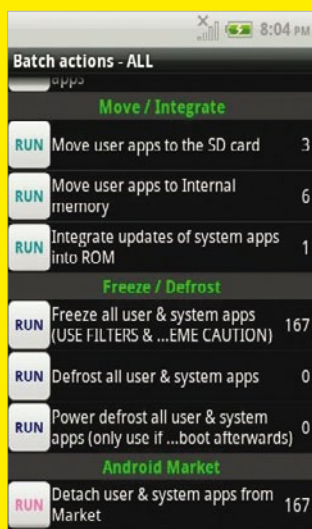 8:04 PM
Batch actions - ALL
apps
Move / Integrate
RUN Move user apps to the SD card 3
RUN Move user apps to Internal
memory 6
RUN Integrate updates of system apps
into ROM 1
Freeze / Defrost
RUN Freeze all user & system apps
(USE FILTERS & ...EME CAUTION) 167
RUN Defrost all user & system apps 0
RUN Power defrost all user & system
apps (only use if ...boot afterwards) 0
Android Market
RUN Detach user & system apps from
Market 167